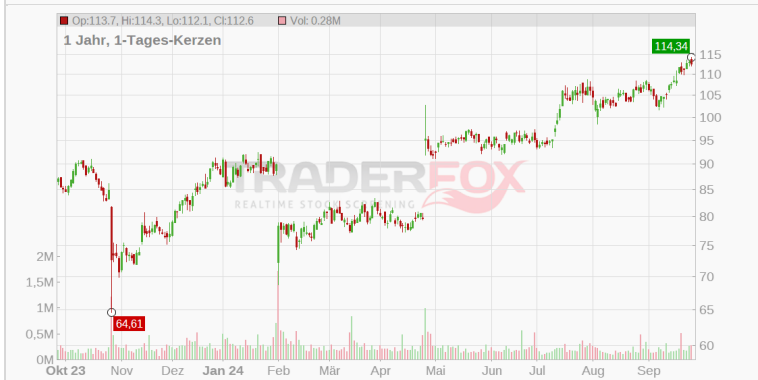 Op:113.7, Hi:114.3, Lo:112.1, Cl:112.6 Vol: 0.28M
1 Jahr, 1-Tages-Kerzen
114,34
115
110
105
100
95
90
85
80
75
70
65
60
TRADERFOX
REALTIME STOCK SCREENING
2M
1,5M
1M
0,5M
0M
64,61
Okt 23 Nov Dez Jan 24 Feb Mär Apr Mai Jun Jul Aug Sep